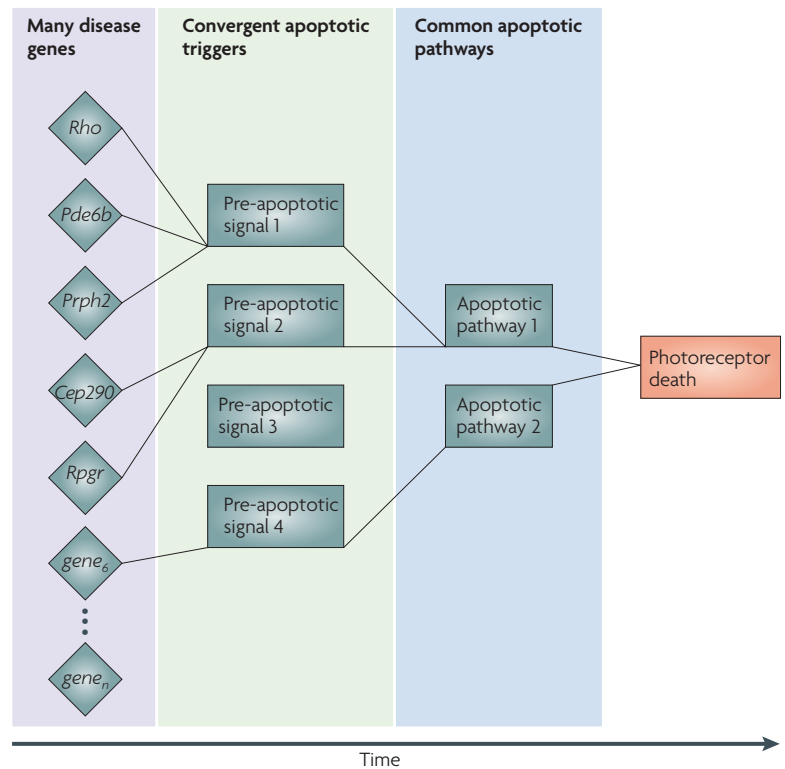 Many disease
genes
Convergent apoptotic
triggers
Common apoptotic
pathways
Rho
Pde6b
Prph2
Cep290
Rpgr
gene6
genen
Pre-apoptotic
signal 1
Pre-apoptotic
signal 2
Pre-apoptotic
signal 3
Pre-apoptotic
signal 4
Apoptotic
pathway 1
Apoptotic
pathway 2
Photoreceptor
death
Time